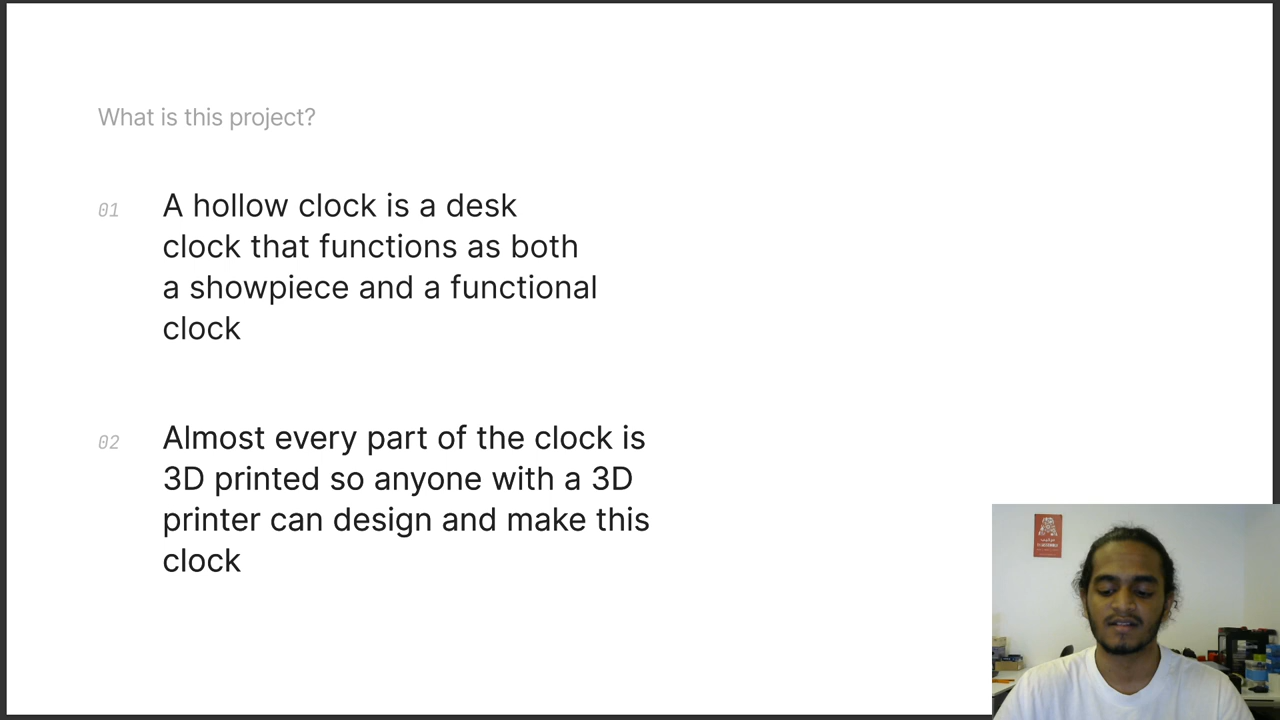 What is this project?
01
A hollow clock is a desk
clock that functions as both
a showpiece and a functional
clock
02
Almost every part of the clock is
3D printed so anyone with a 3D
printer can design and make this
clock